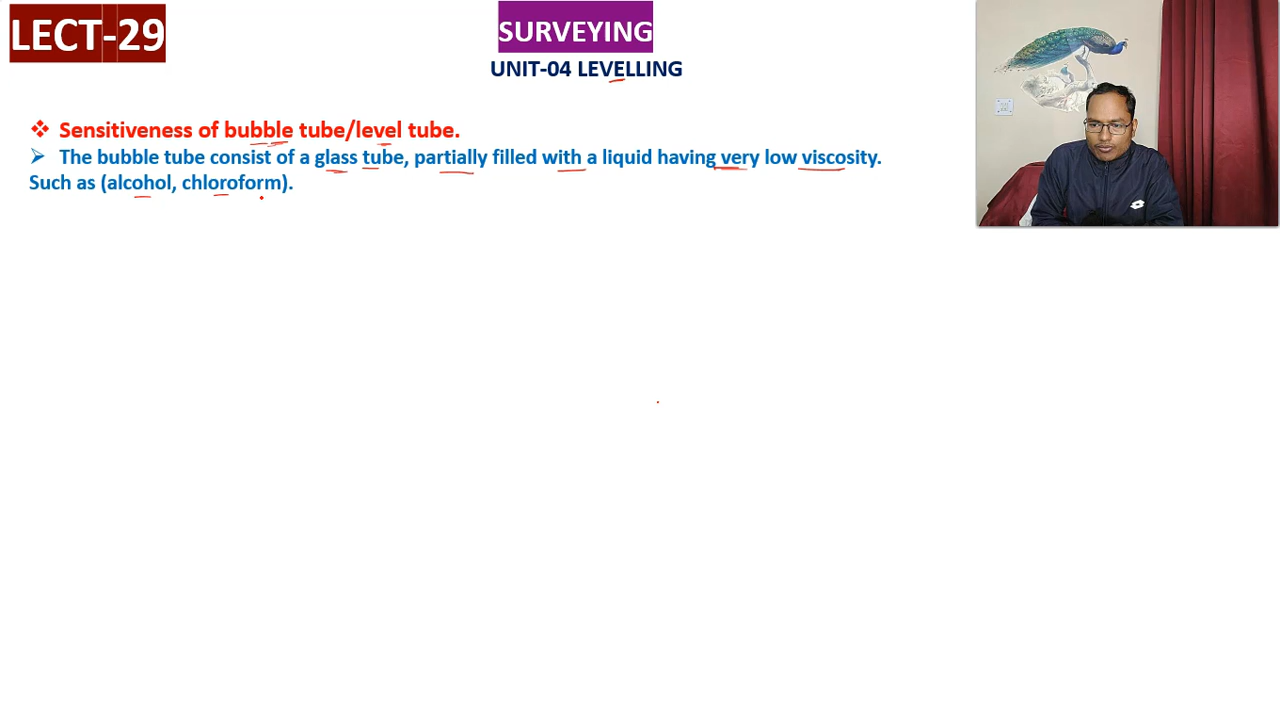 LECT-29
SURVEYING
UNIT-04 LEVELLING
Sensitiveness of bubble tube/level tube.
The bubble tube consist of a glass tube, partially filled with a liquid having very low viscosity.
Such as (alcohol, chloroform).